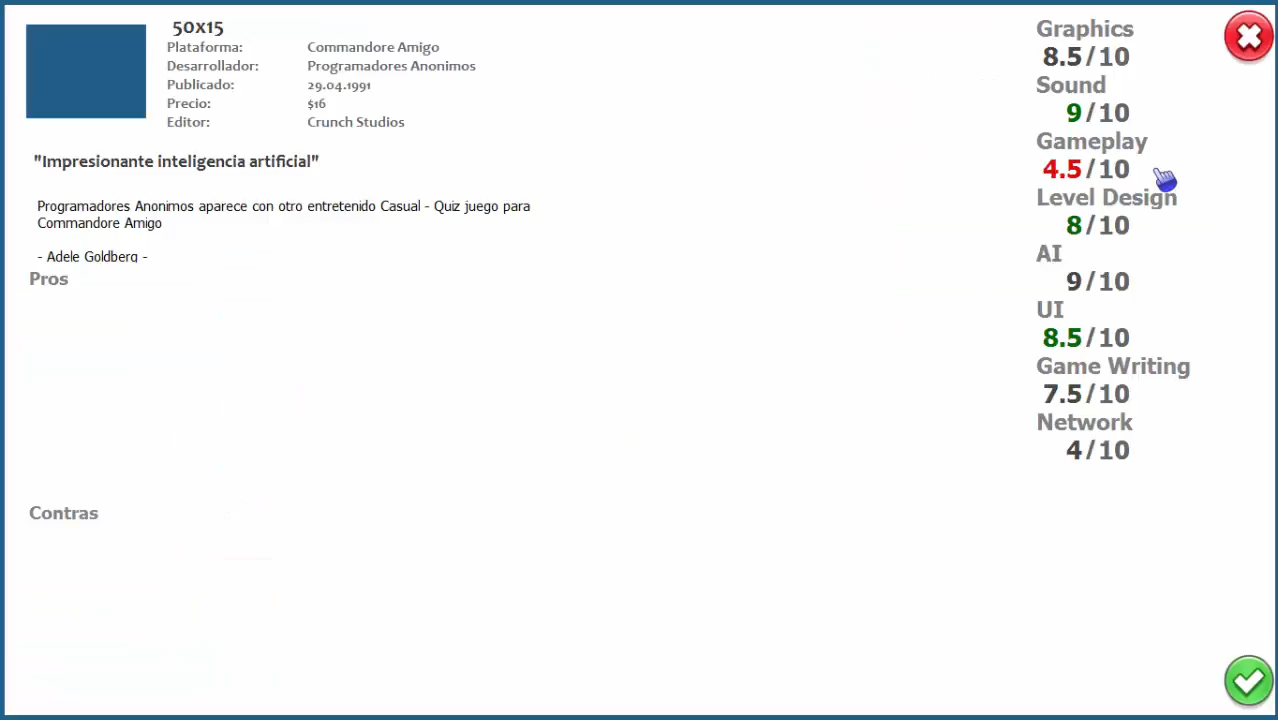 50x15
Plataforma: Commandore Amigo
Desarrollador: Programadores Anonimos
Publicado: 29.04.1991
Precio: $16
Editor: Crunch Studios
"Impresionante inteligencia artificial"
Programadores Anonimos aparece con otro entretenido Casual - Quiz juego para
Commandore Amigo
- Adele Goldberg -
Pros
Contras
Graphics
8.5/10
Sound
9/10
Gameplay
4.5/10
Level Design
8/10
AI
9/10
UI
8.5/10
Game Writing
7.5/10
Network
4/10